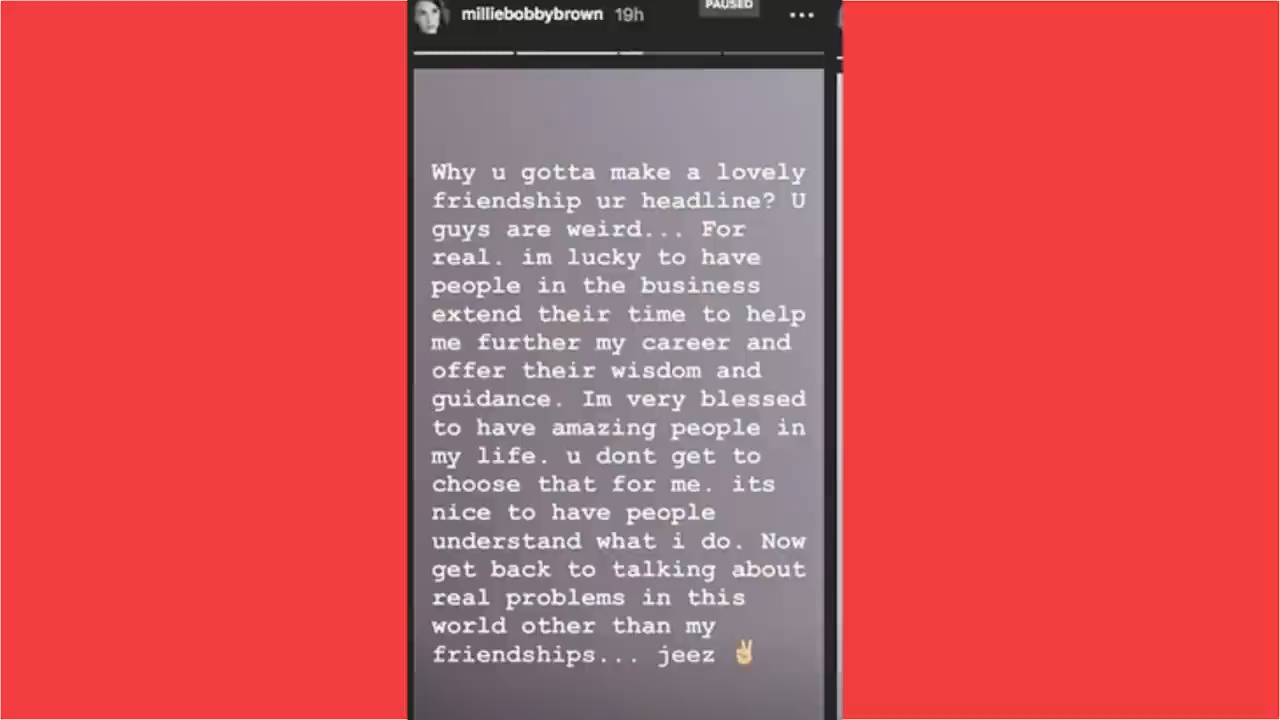 milliebobbybrown 19h PAUSED
Why u gotta make a lovely
friendship ur headline? U
guys are weird... For
real. im lucky to have
people in the business
extend their time to help
me further my career and
offer their wisdom and
guidance. Im very blessed
to have amazing people in
my life. u dont get to
choose that for me. its
nice to have people
understand what i do. Now
get back to talking about
real problems in this
world other than my
friendships... jeez ✌🏼